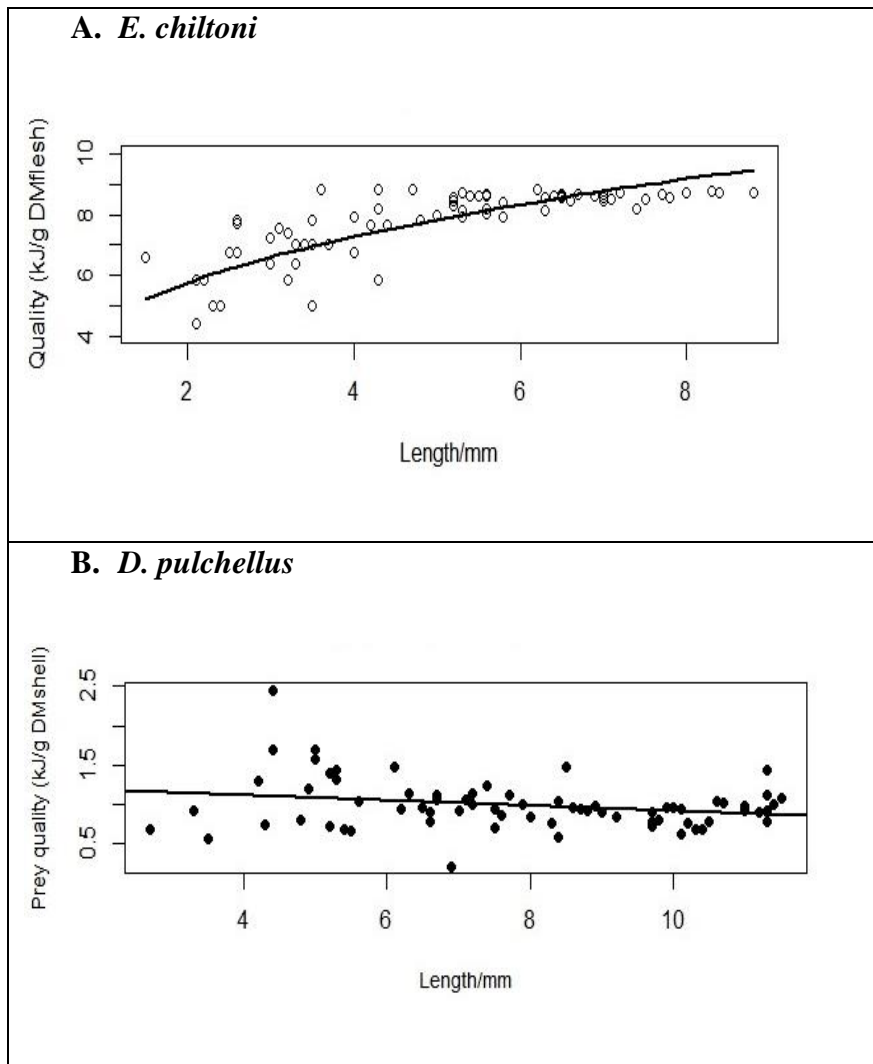 A. E. chiltoni
Quality (kJ/g DMflesh)
10
8
6
4
2 4 6 8
Length/mm
B. D. pulchellus
Prey quality (kJ/g DMshell)
2.5
1.5
0.5
4 6 8 10
Length/mm